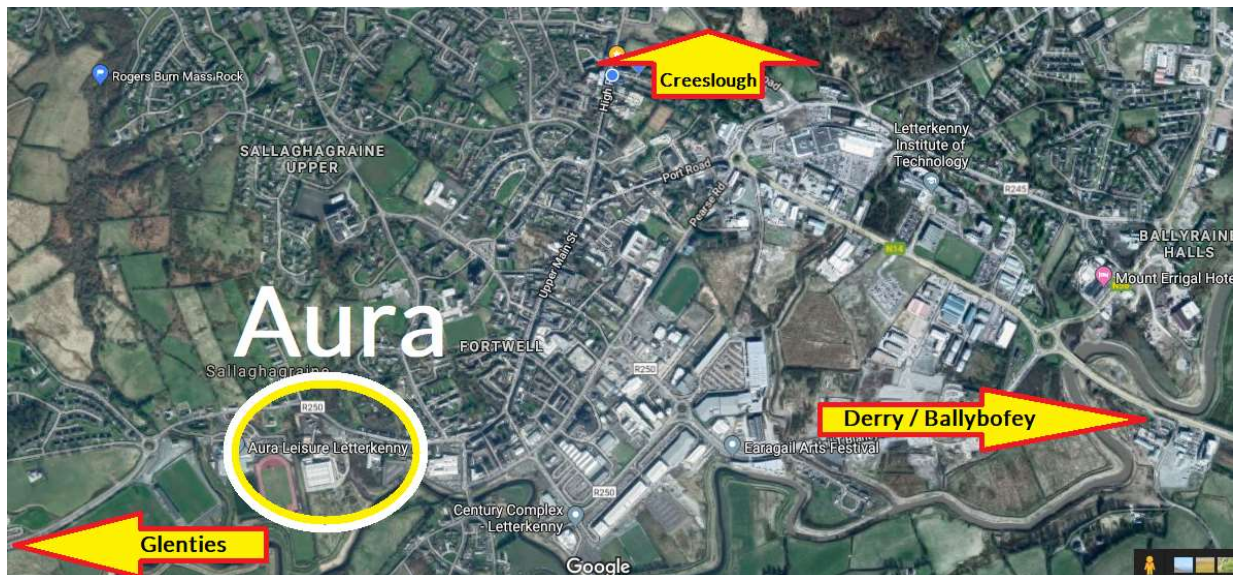 Rogers Burn Mass Rock
Creeslough
High R
Road
Letterkenny
Institute of
Technology
SALLAGHAGRAINE
UPPER
Port Road
R245
Pearse Rd
BALLYRAINE
HALLS
N14
Upper Main St
Mount Errigal Hotel
Aura
FORTWELL
Sallaghagraine
R250
R250
Derry / Ballybofey
Aura Leisure Letterkenny
Earagail Arts Festival
R250
Century Complex
- Letterkenny
Glenties
Google